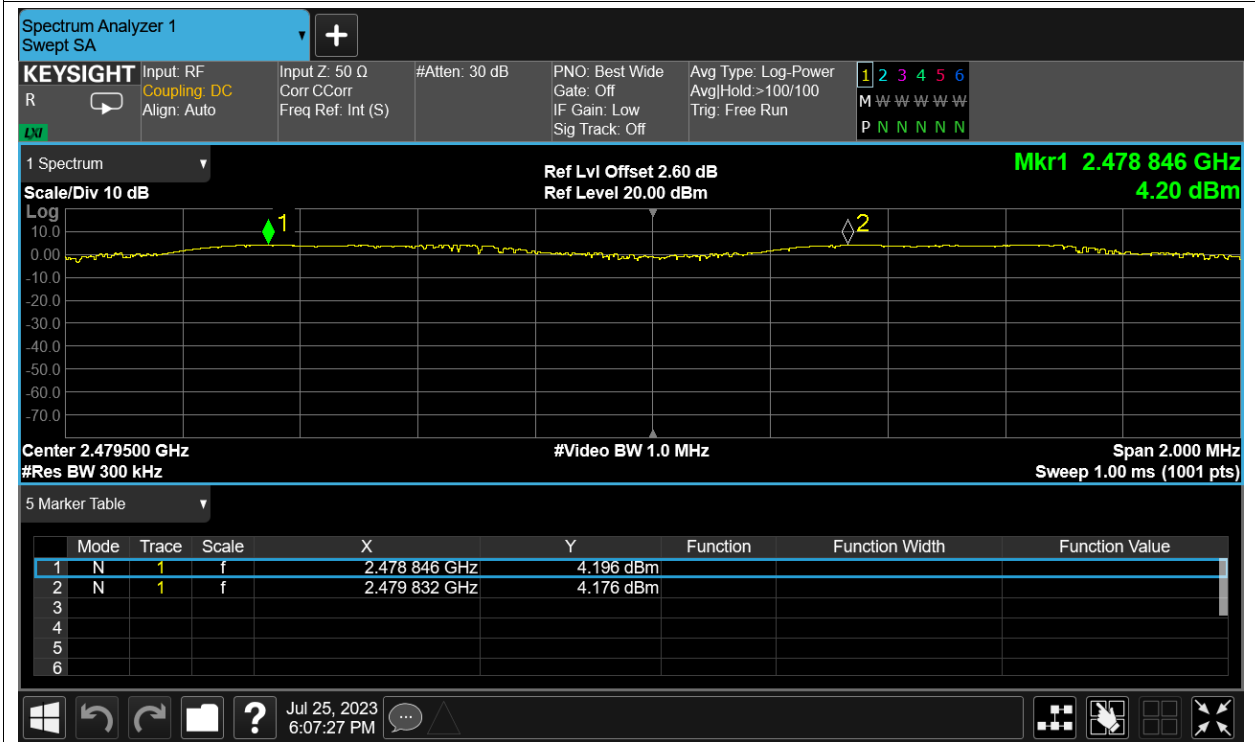 Spectrum Analyzer 1
Swept SA
+
KEYSIGHT
R
LXI
Input: RF
Coupling: DC
Align: Auto
Input Z: 50 Ω
Corr CCorr
Freq Ref: Int (S)
#Atten: 30 dB
PNO: Best Wide
Gate: Off
IF Gain: Low
Sig Track: Off
Avg Type: Log-Power
Avg|Hold:>100/100
Trig: Free Run
1 2 3 4 5 6
M W W W W W
P N N N N N
1 Spectrum
Scale/Div 10 dB
Ref Lvl Offset 2.60 dB
Ref Level 20.00 dBm
Mkr1 2.478 846 GHz
4.20 dBm
Log
10.0
0.00
-10.0
-20.0
-30.0
-40.0
-50.0
-60.0
-70.0
1
2
Center 2.479500 GHz
#Res BW 300 kHz
#Video BW 1.0 MHz
Span 2.000 MHz
Sweep 1.00 ms (1001 pts)
5 Marker Table
Mode Trace Scale X Y Function Function Width Function Value
1 N 1 f 2.478 846 GHz 4.196 dBm
2 N 1 f 2.479 832 GHz 4.176 dBm
3
4
5
6
?
Jul 25, 2023
6:07:27 PM